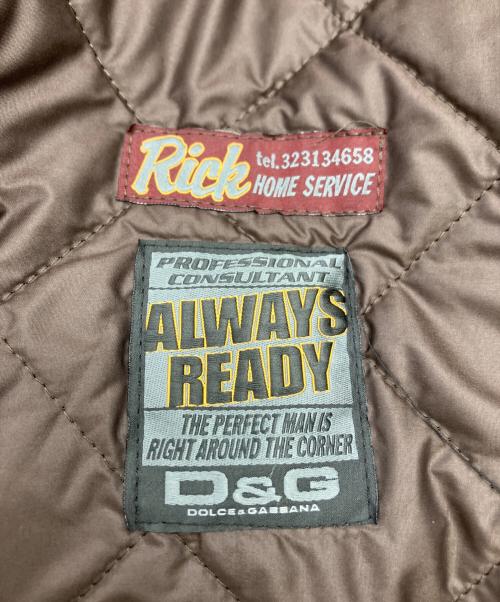 Rick
tel.323134658
HOME SERVICE
PROFESSIONAL
CONSULTANT
ALWAYS
READY
THE PERFECT MAN IS
RIGHT AROUND THE CORNER
D&G
DOLCE&GABBANA